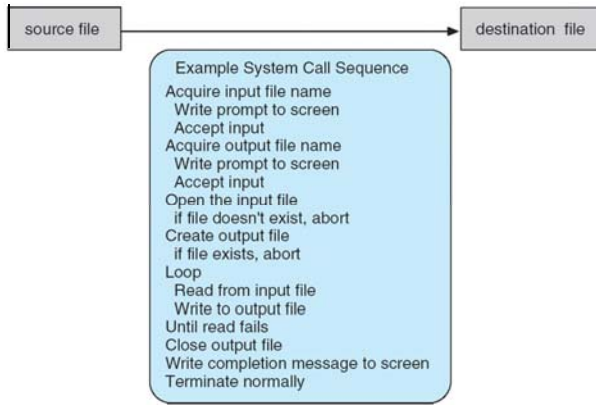 source file
destination file
Example System Call Sequence
Acquire input file name
Write prompt to screen
Accept input
Acquire output file name
Write prompt to screen
Accept input
Open the input file
if file doesn't exist, abort
Create output file
if file exists, abort
Loop
Read from input file
Write to output file
Until read fails
Close output file
Write completion message to screen
Terminate normally